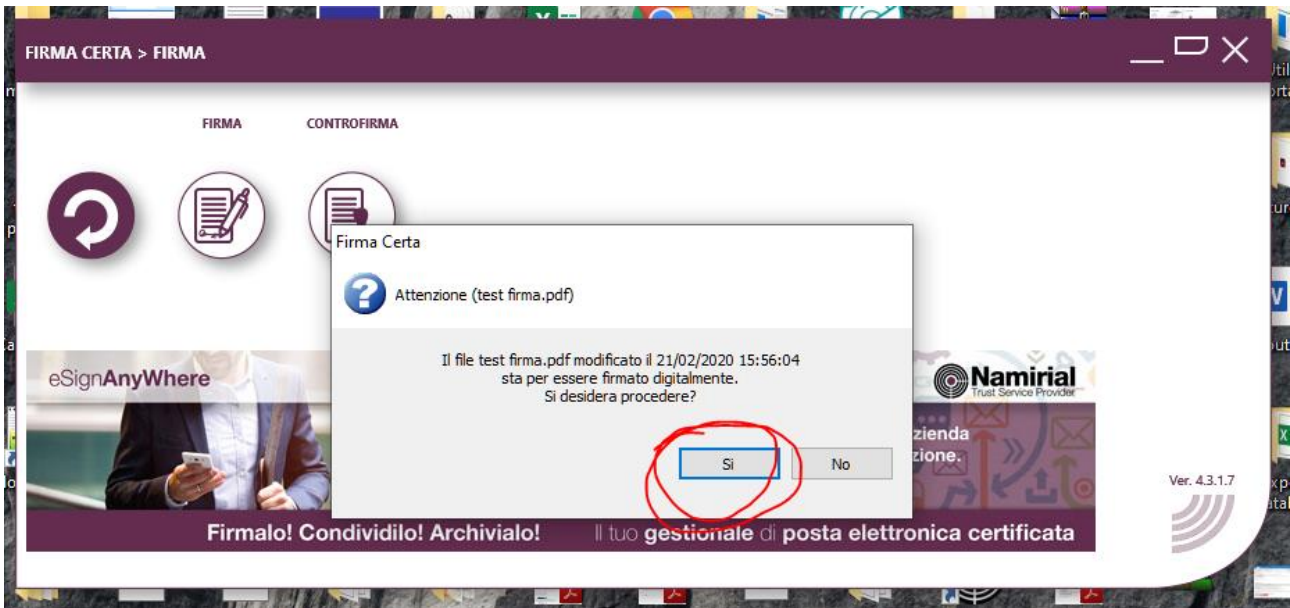 FIRMA CERTA > FIRMA
FIRMA
CONTROFIRMA
Firma Certa
Attenzione (test firma.pdf)
Il file test firma.pdf modificato il 21/02/2020 15:56:04
sta per essere firmato digitalmente.
Si desidera procedere?
Si
No
eSignAnyWhere
Namirial
Trust Service Provider
zienda
zione.
Ver. 4.3.1.7
Firmalo! Condividilo! Archivialo!
Il tuo gestionale di posta elettronica certificata